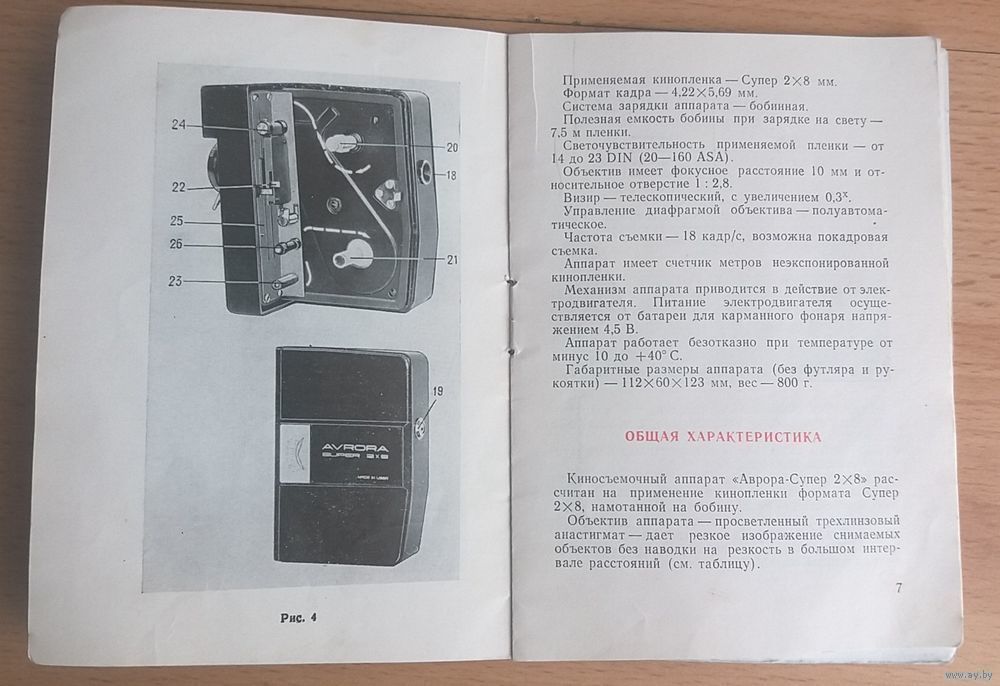 24
22
25
26
23
20
18
21
19
AVRORA
SUPER 2×8
MADE IN USSR
Рис. 4
Применяемая кинопленка — Супер 2×8 мм.
Формат кадра — 4,22×5,69 мм.
Система зарядки аппарата — бобинная.
Полезная емкость бобины при зарядке на свету —
7,5 м пленки.
Светочувствительность применяемой пленки — от
14 до 23 DIN (20—160 ASA).
Объектив имеет фокусное расстояние 10 мм и от-
носительное отверстие 1 : 2,8.
Визир — телескопический, с увеличением 0,3ˣ.
Управление диафрагмой объектива — полуавтома-
тическое.
Частота съемки — 18 кадр/с, возможна покадровая
съемка.
Аппарат имеет счетчик метров неэкспонированной
кинопленки.
Механизм аппарата приводится в действие от элек-
тродвигателя. Питание электродвигателя осуще-
ствляется от батареи для карманного фонаря напря-
жением 4,5 В.
Аппарат работает безотказно при температуре от
минус 10 до +40° С.
Габаритные размеры аппарата (без футляра и ру-
коятки) — 112×60×123 мм, вес — 800 г.
ОБЩАЯ ХАРАКТЕРИСТИКА
Киносъемочный аппарат «Аврора-Супер 2×8» рас-
считан на применение кинопленки формата Супер
2×8, намотанной на бобину.
Объектив аппарата — просветленный трехлинзовый
анастигмат — дает резкое изображение снимаемых
объектов без наводки на резкость в большом интер-
вале расстояний (см. таблицу).
7
www.ay.by